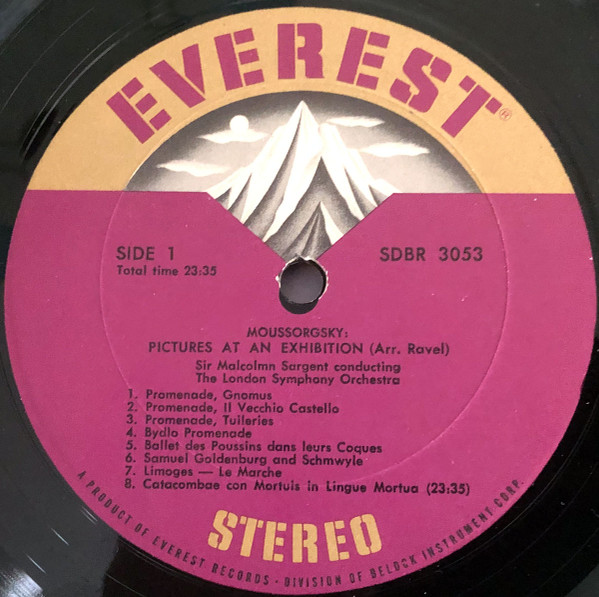 EVEREST®
SIDE 1
Total time 23:35
SDBR 3053
MOUSSORGSKY:
PICTURES AT AN EXHIBITION (Arr. Ravel)
Sir Malcolmn Sargent conducting
The London Symphony Orchestra
1. Promenade, Gnomus
2. Promenade, Il Vecchio Castello
3. Promenade, Tuileries
4. Bydlo Promenade
5. Ballet des Poussins dans leurs Coques
6. Samuel Goldenburg and Schmwyle
7. Limoges — Le Marche
8. Catacombae con Mortuis in Lingue Mortua (23:35)
STEREO
A PRODUCT OF EVEREST RECORDS - DIVISION OF BELOCK INSTRUMENT CORP.